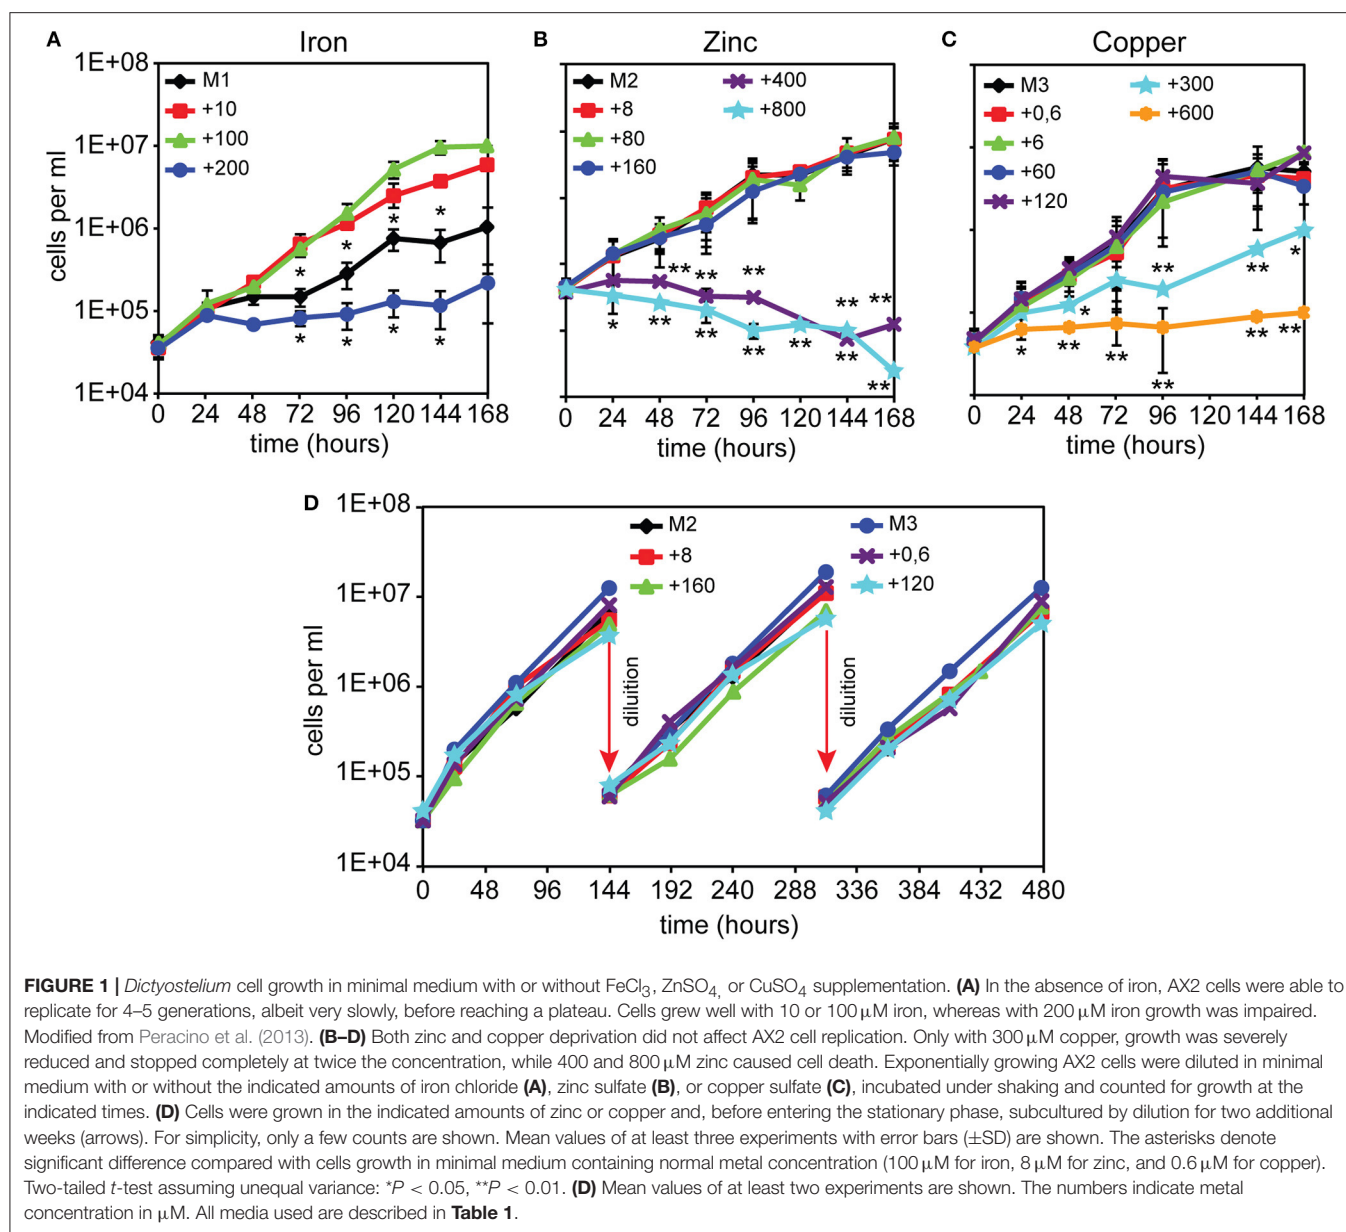 A Iron
1E+08
1E+07
1E+06
1E+05
1E+04
cells per ml
M1
+10
+100
+200
*
*
*
*
*
*
*
*
0 24 48 72 96 120 144 168
time (hours)
B Zinc
M2
+8
+80
+160
+400
+800
** ** ** ** **
* ** ** ** ** ** **
0 24 48 72 96 120 144 168
time (hours)
C Copper
M3
+0,6
+6
+60
+120
+300
+600
* ** ** *
* ** ** ** ** **
0 24 48 72 96 120 144 168
time (hours)
D
1E+08
1E+07
1E+06
1E+05
1E+04
cells per ml
M2
+8
+160
M3
+0,6
+120
diluition
diluition
0 48 96 144 192 240 288 336 384 432 480
time (hours)
FIGURE 1 | Dictyostelium cell growth in minimal medium with or without FeCl3, ZnSO4, or CuSO4 supplementation. (A) In the absence of iron, AX2 cells were able to
replicate for 4–5 generations, albeit very slowly, before reaching a plateau. Cells grew well with 10 or 100 μM iron, whereas with 200 μM iron growth was impaired.
Modified from Peracino et al. (2013). (B–D) Both zinc and copper deprivation did not affect AX2 cell replication. Only with 300 μM copper, growth was severely
reduced and stopped completely at twice the concentration, while 400 and 800 μM zinc caused cell death. Exponentially growing AX2 cells were diluted in minimal
medium with or without the indicated amounts of iron chloride (A), zinc sulfate (B), or copper sulfate (C), incubated under shaking and counted for growth at the
indicated times. (D) Cells were grown in the indicated amounts of zinc or copper and, before entering the stationary phase, subcultured by dilution for two additional
weeks (arrows). For simplicity, only a few counts are shown. Mean values of at least three experiments with error bars (±SD) are shown. The asterisks denote
significant difference compared with cells growth in minimal medium containing normal metal concentration (100 μM for iron, 8 μM for zinc, and 0.6 μM for copper).
Two-tailed t-test assuming unequal variance: *P < 0.05, **P < 0.01. (D) Mean values of at least two experiments are shown. The numbers indicate metal
concentration in μM. All media used are described in Table 1.